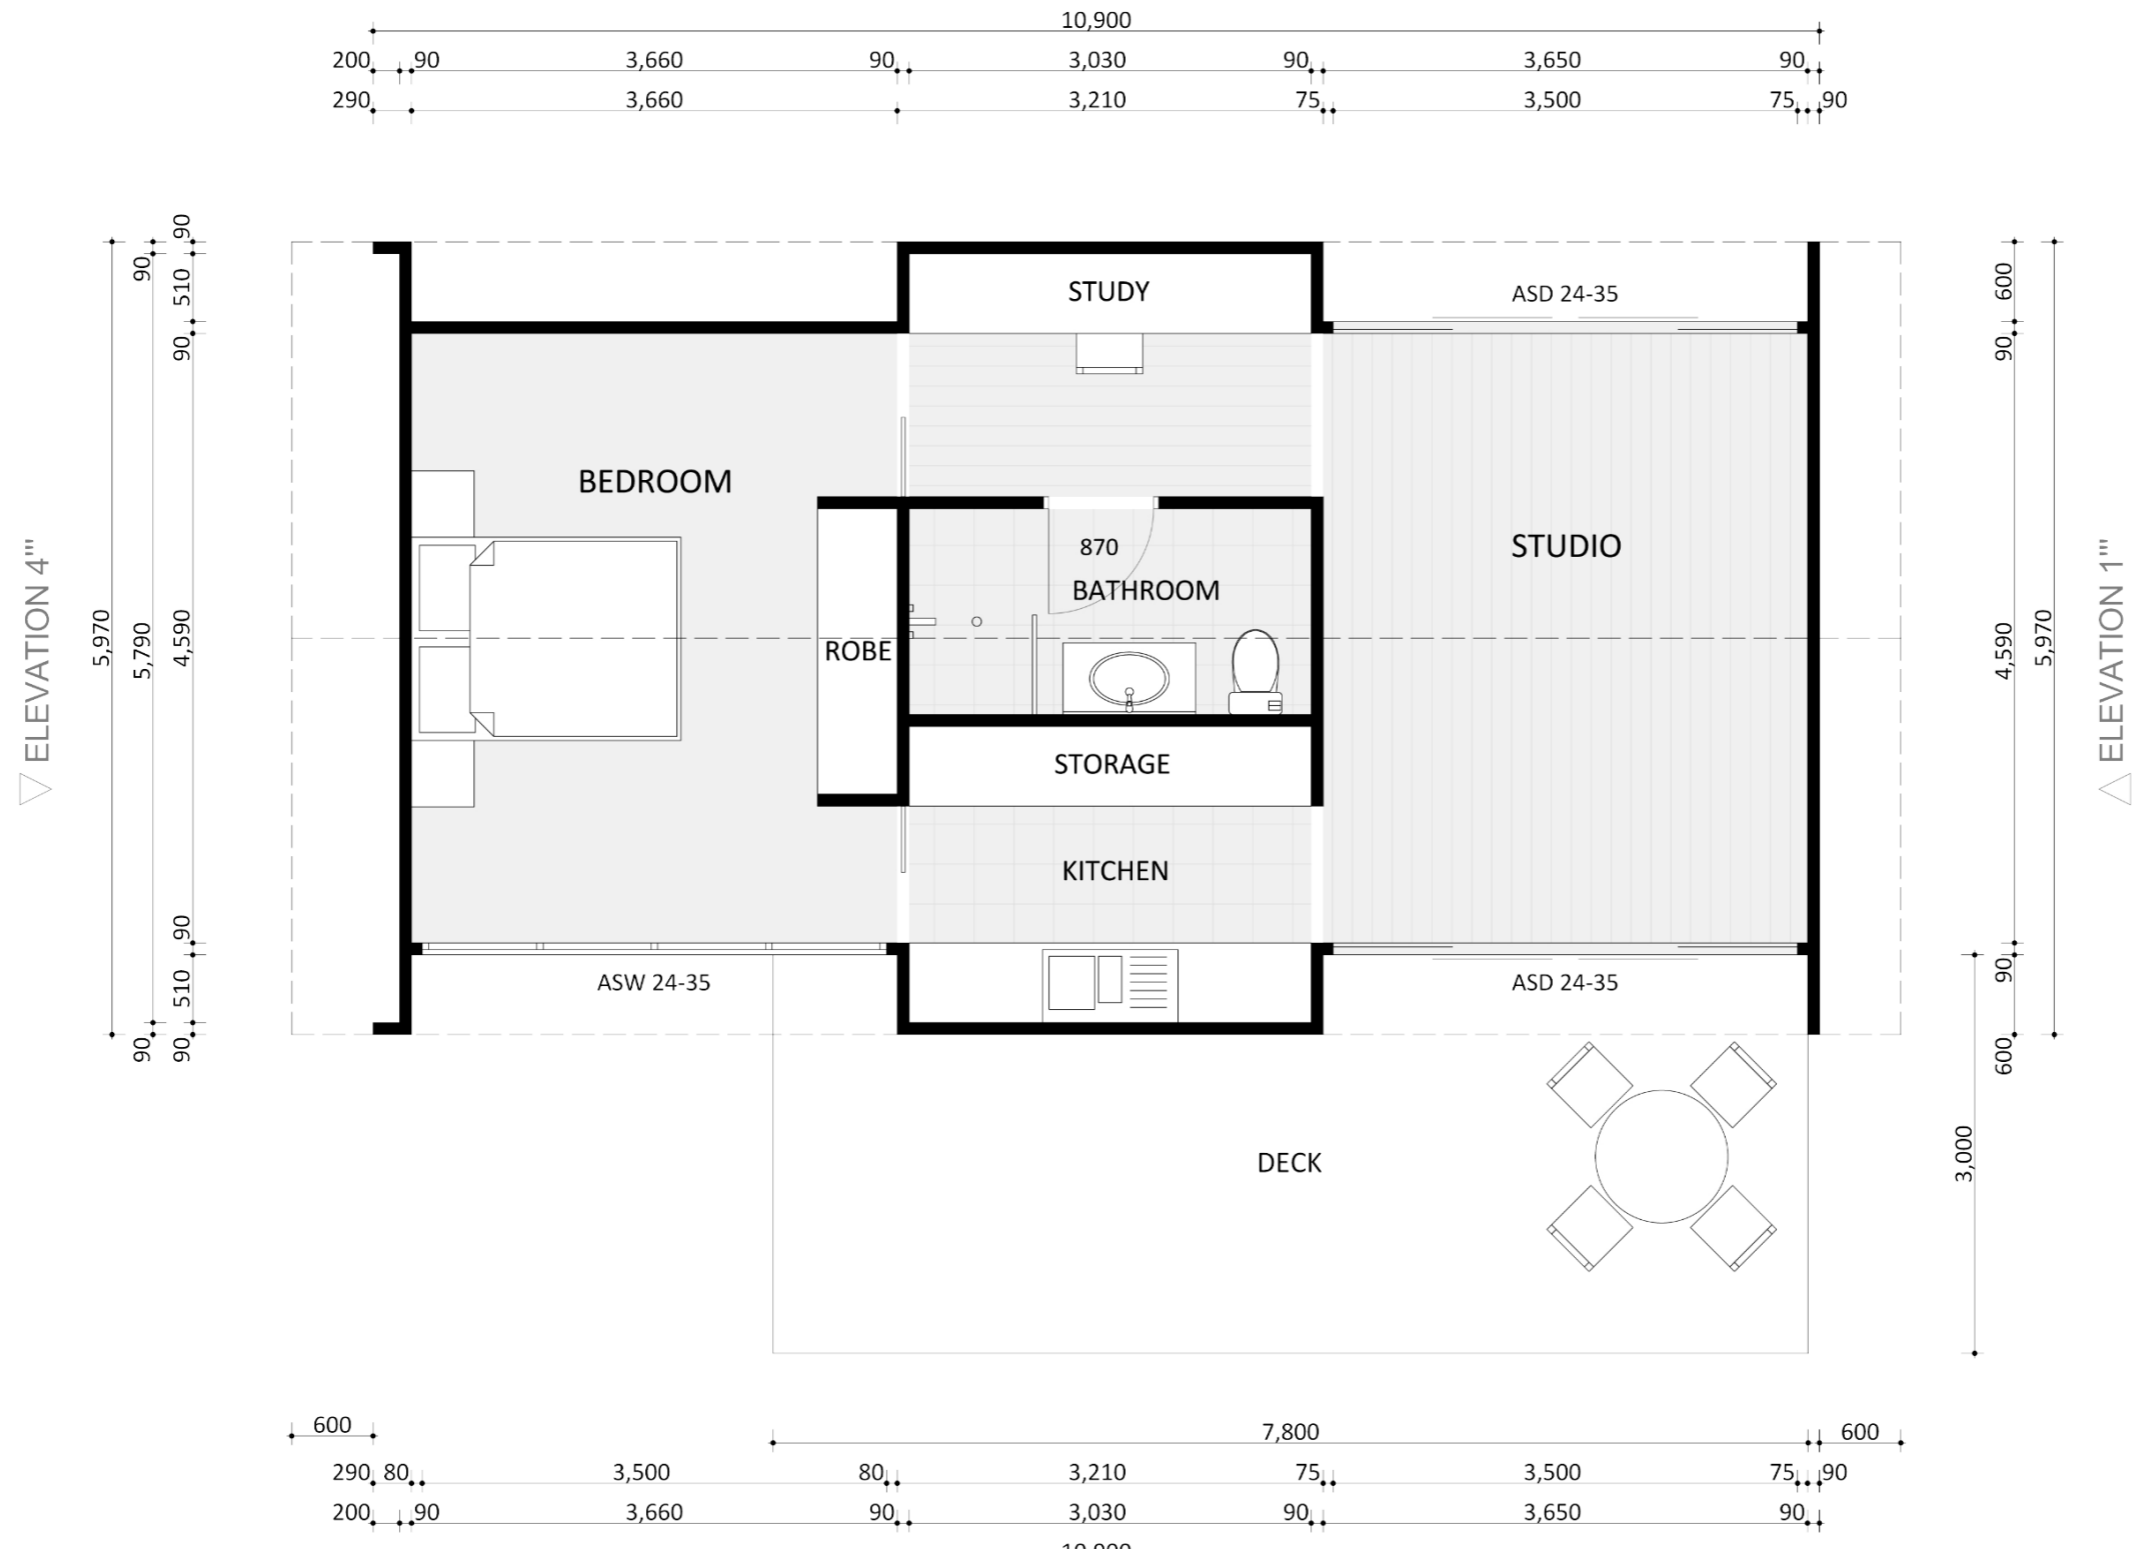 10,900
200 90 3,660 90 3,030 90 3,650 90
290 3,660 3,210 75 3,500 75 90
90
90 510 90
5,970 5,790 4,590
90 510
90 90
STUDY
ASD 24-35
600 90
4,590 5,970
90 600
3,000
BEDROOM
STUDIO
870
BATHROOM
ROBE
STORAGE
KITCHEN
ASW 24-35
ASD 24-35
DECK
▽ ELEVATION 4'''
△ ELEVATION 1'''
600 7,800 600
290 80 3,500 80 3,210 75 3,500 75 90
200 90 3,660 90 3,030 90 3,650 90
10,900